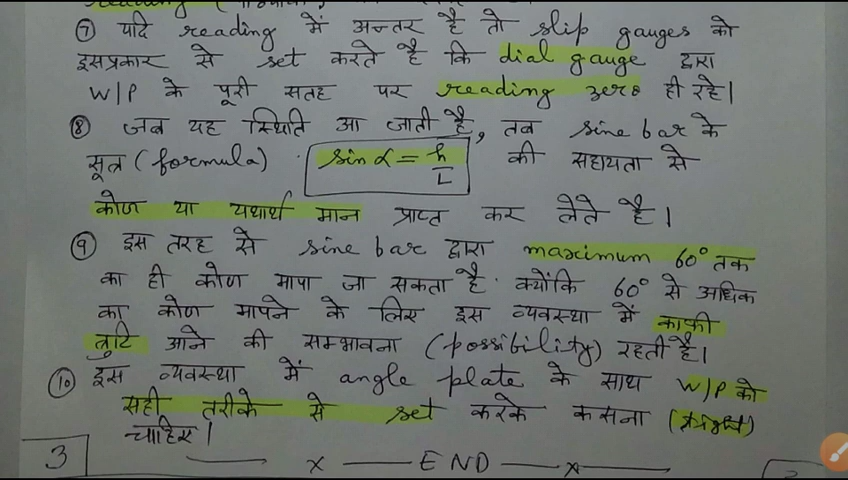 reading
⑦ यदि reading में अन्तर है तो slip gauges को
इसप्रकार से set करते है कि dial gauge द्वारा
W/P के पूरी सतह पर reading zero ही रहे।
⑧ जब यह स्थिति आ जाती है, तब sine bar के
सूत्र (formula) sin α = h/L की सहायता से
कोण या यथार्थ मान प्राप्त कर लेते है।
⑨ इस तरह से sine bar द्वारा maximum 60° तक
का ही कोण मापा जा सकता है. क्योंकि 60° से अधिक
का कोण मापने के लिए इस व्यवस्था में काफी
त्रुटि आने की सम्भावना (possibility) रहती है।
⑩ इस व्यवस्था में angle plate के साथ W/P को
सही तरीके से set करके कसना (tight)
चाहिए।
3
x END x